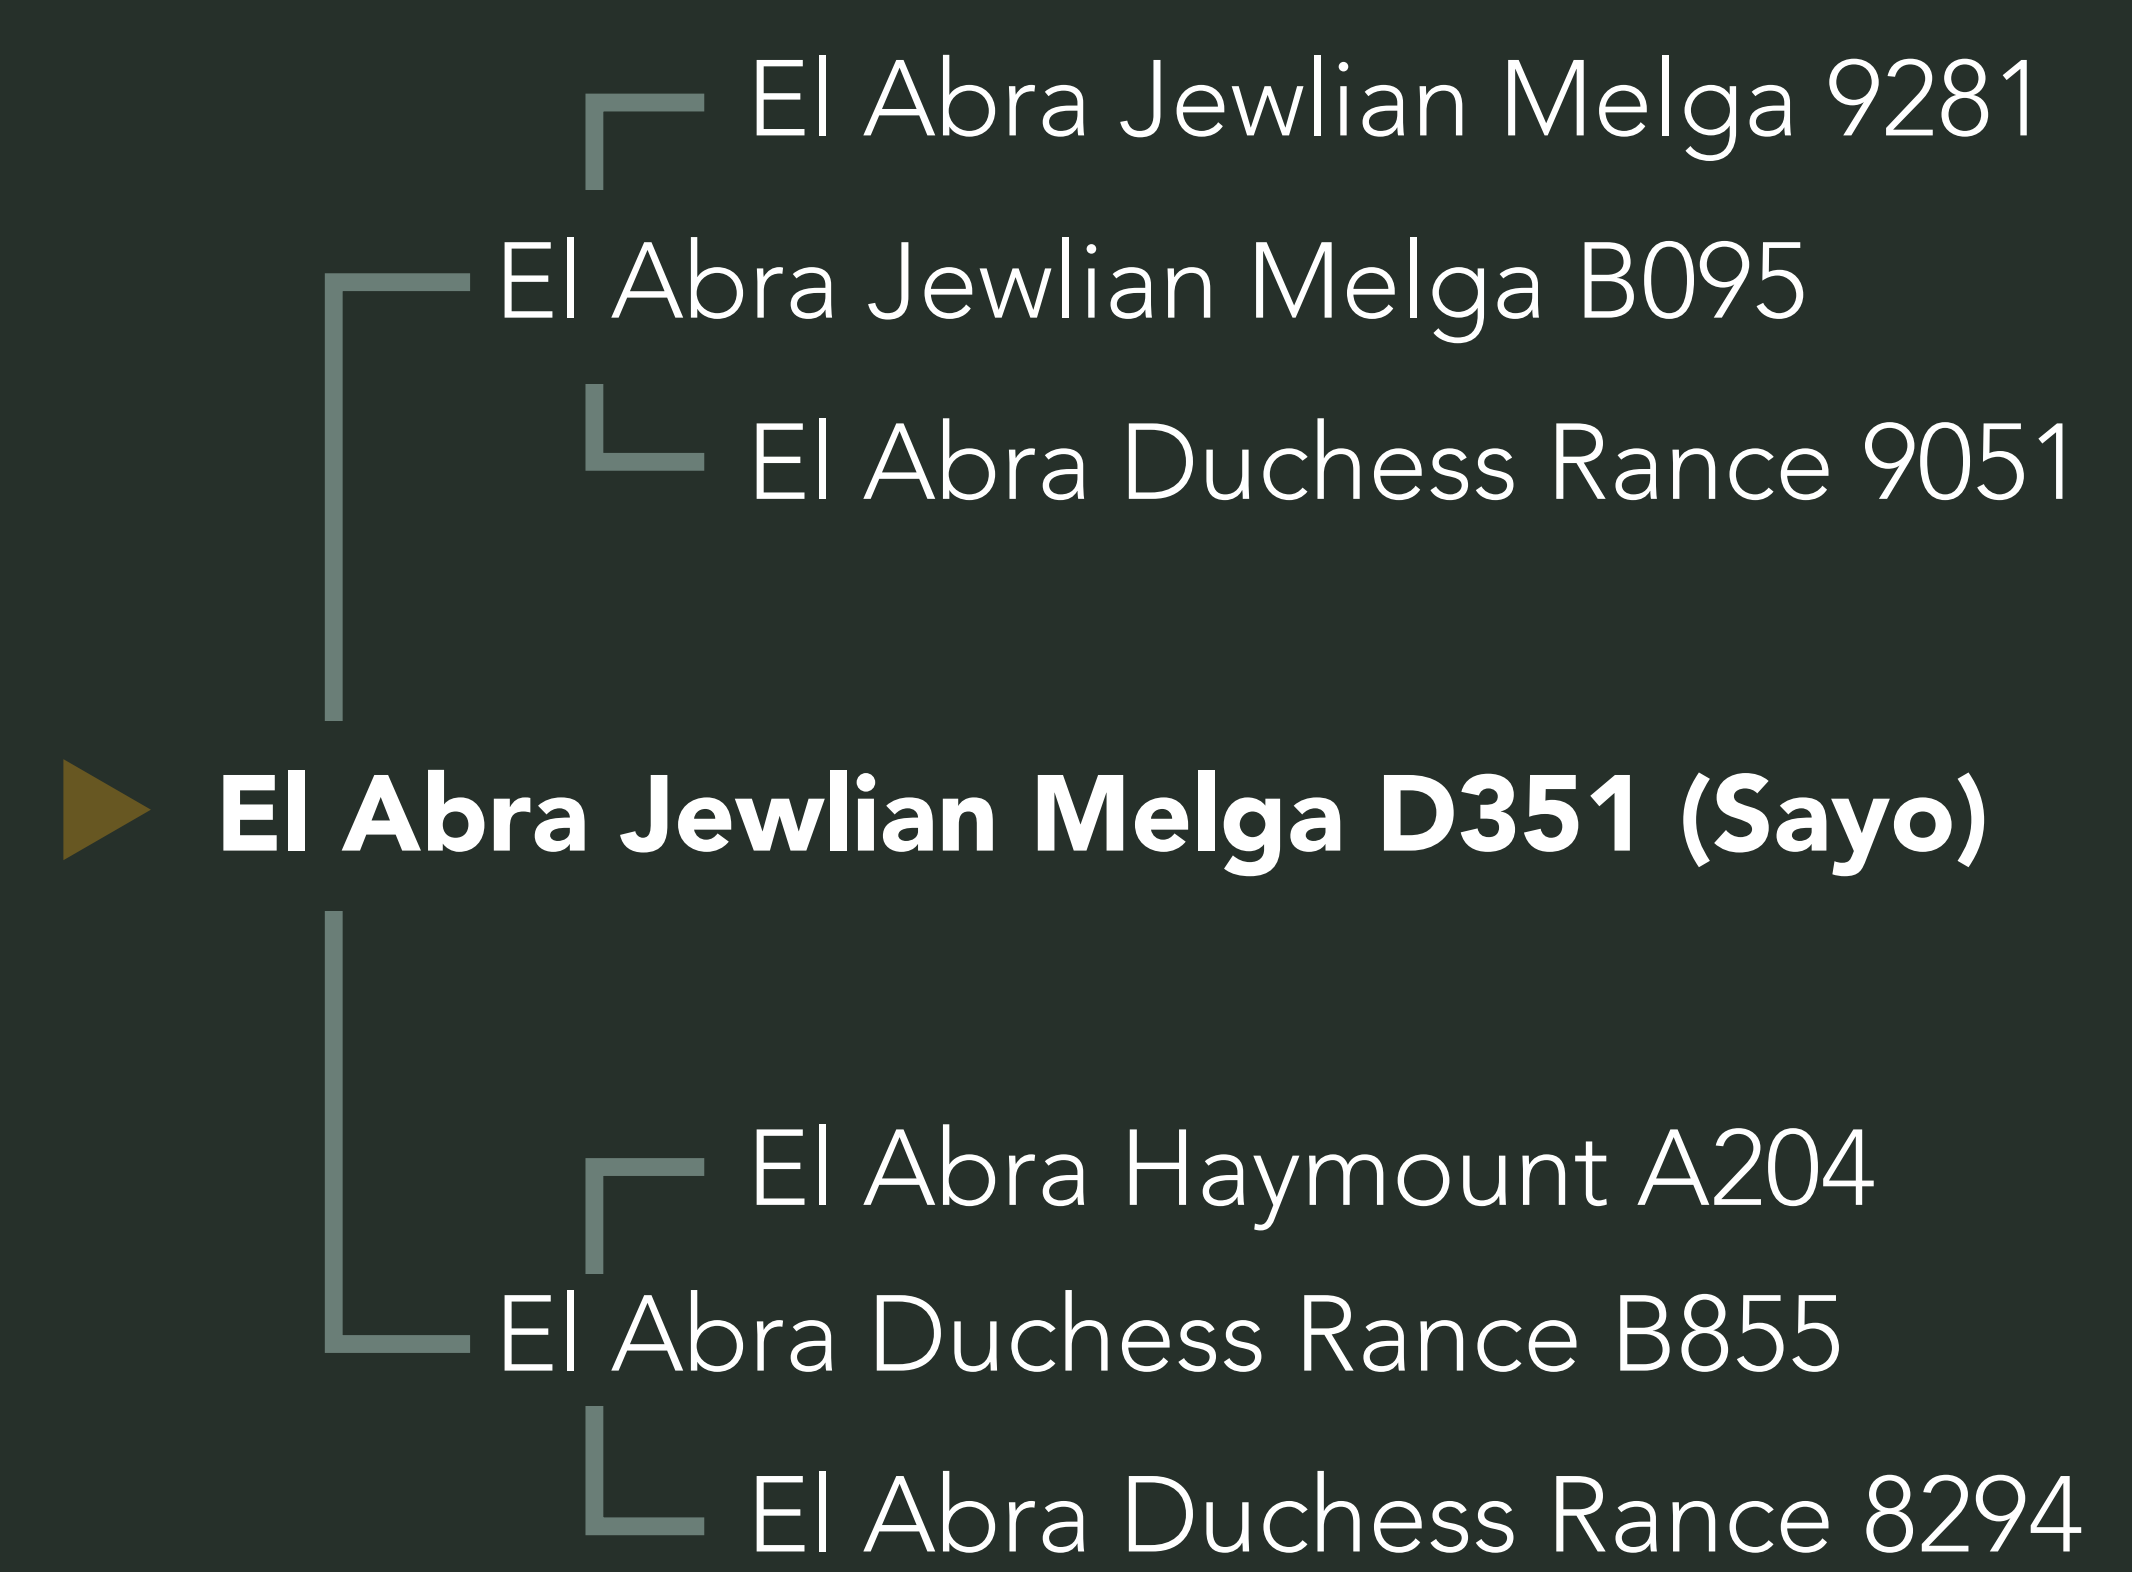 El Abra Jewlian Melga 9281
El Abra Jewlian Melga B095
El Abra Duchess Rance 9051
El Abra Jewlian Melga D351 (Sayo)
El Abra Haymount A204
El Abra Duchess Rance B855
El Abra Duchess Rance 8294